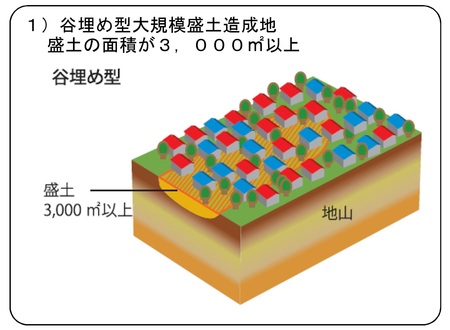 １）谷埋め型大規模盛土造成地
盛土の面積が３，０００㎡以上
谷埋め型
盛土
3,000 ㎡以上
地山